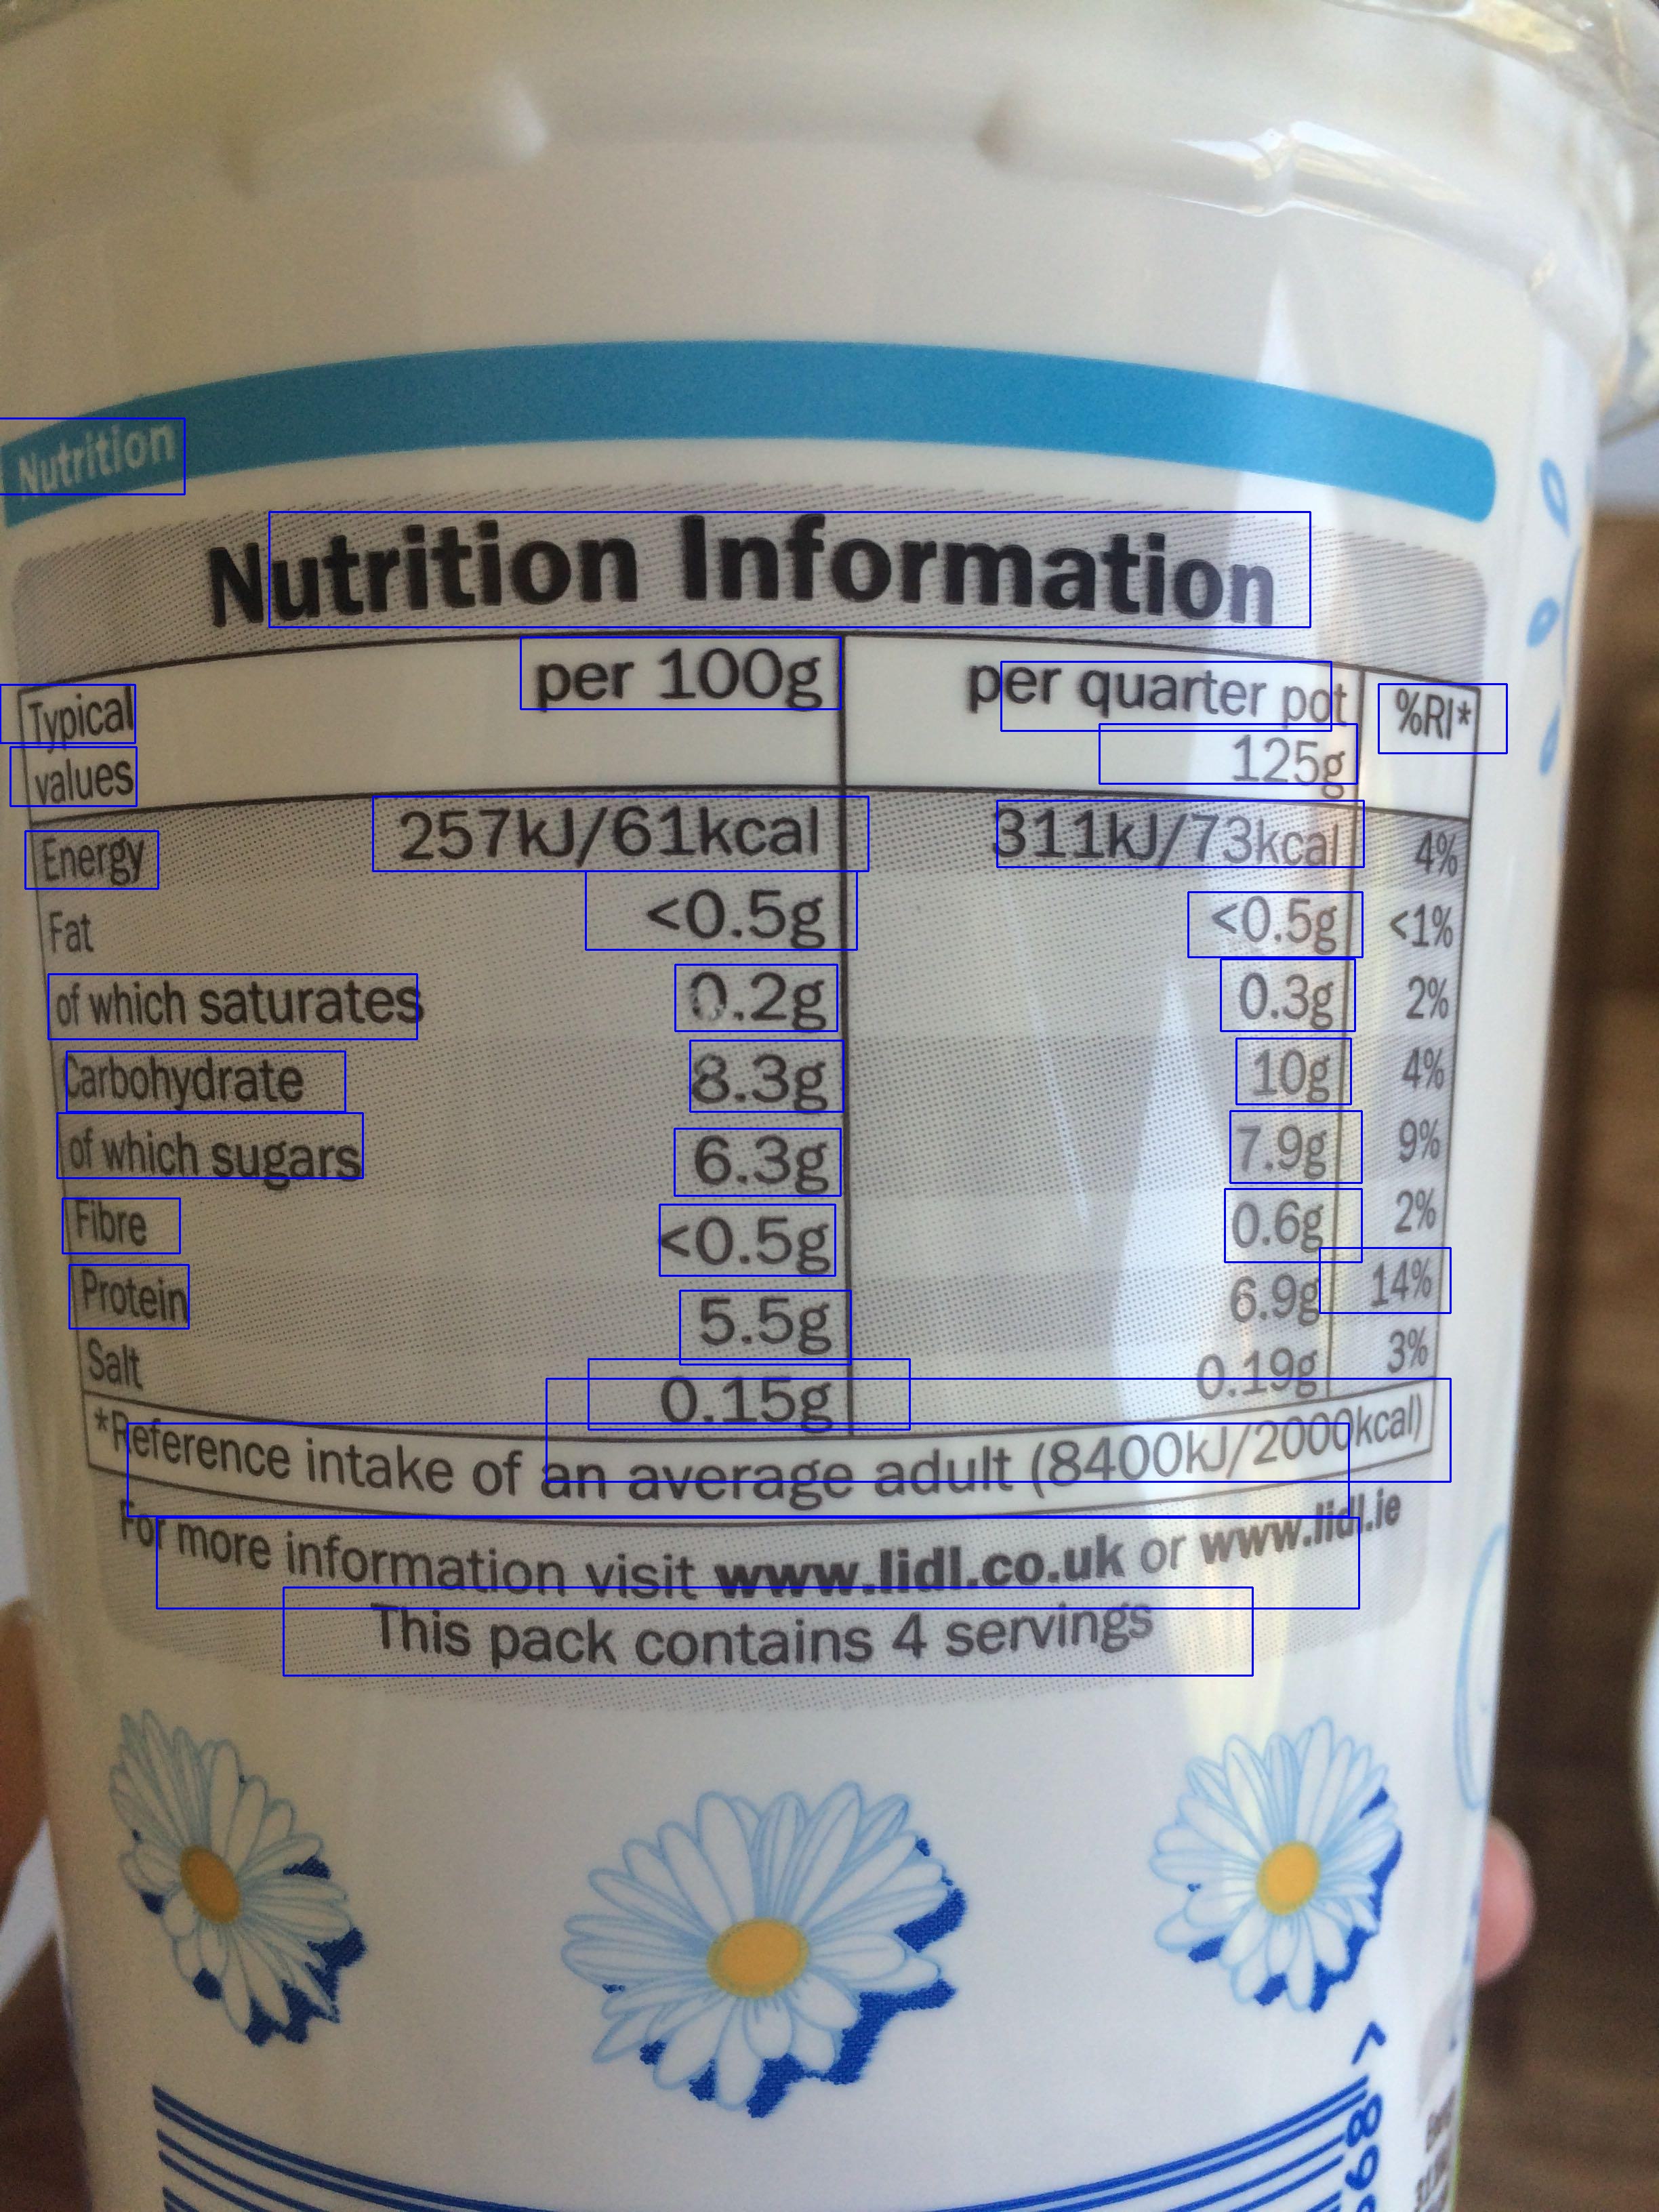 Nutrition
Nutrition Information
Typical values per 100g per quarter pot 125g %RI*
Energy 257kJ/61kcal 311kJ/73kcal 4%
Fat <0.5g <0.5g <1%
of which saturates 0.2g 0.3g 2%
Carbohydrate 8.3g 10g 4%
of which sugars 6.3g 7.9g 9%
Fibre <0.5g 0.6g 2%
Protein 5.5g 6.9g 14%
Salt 0.15g 0.19g 3%
*Reference intake of an average adult (8400kJ/2000kcal)
For more information visit www.lidl.co.uk or www.lidl.ie
This pack contains 4 servings